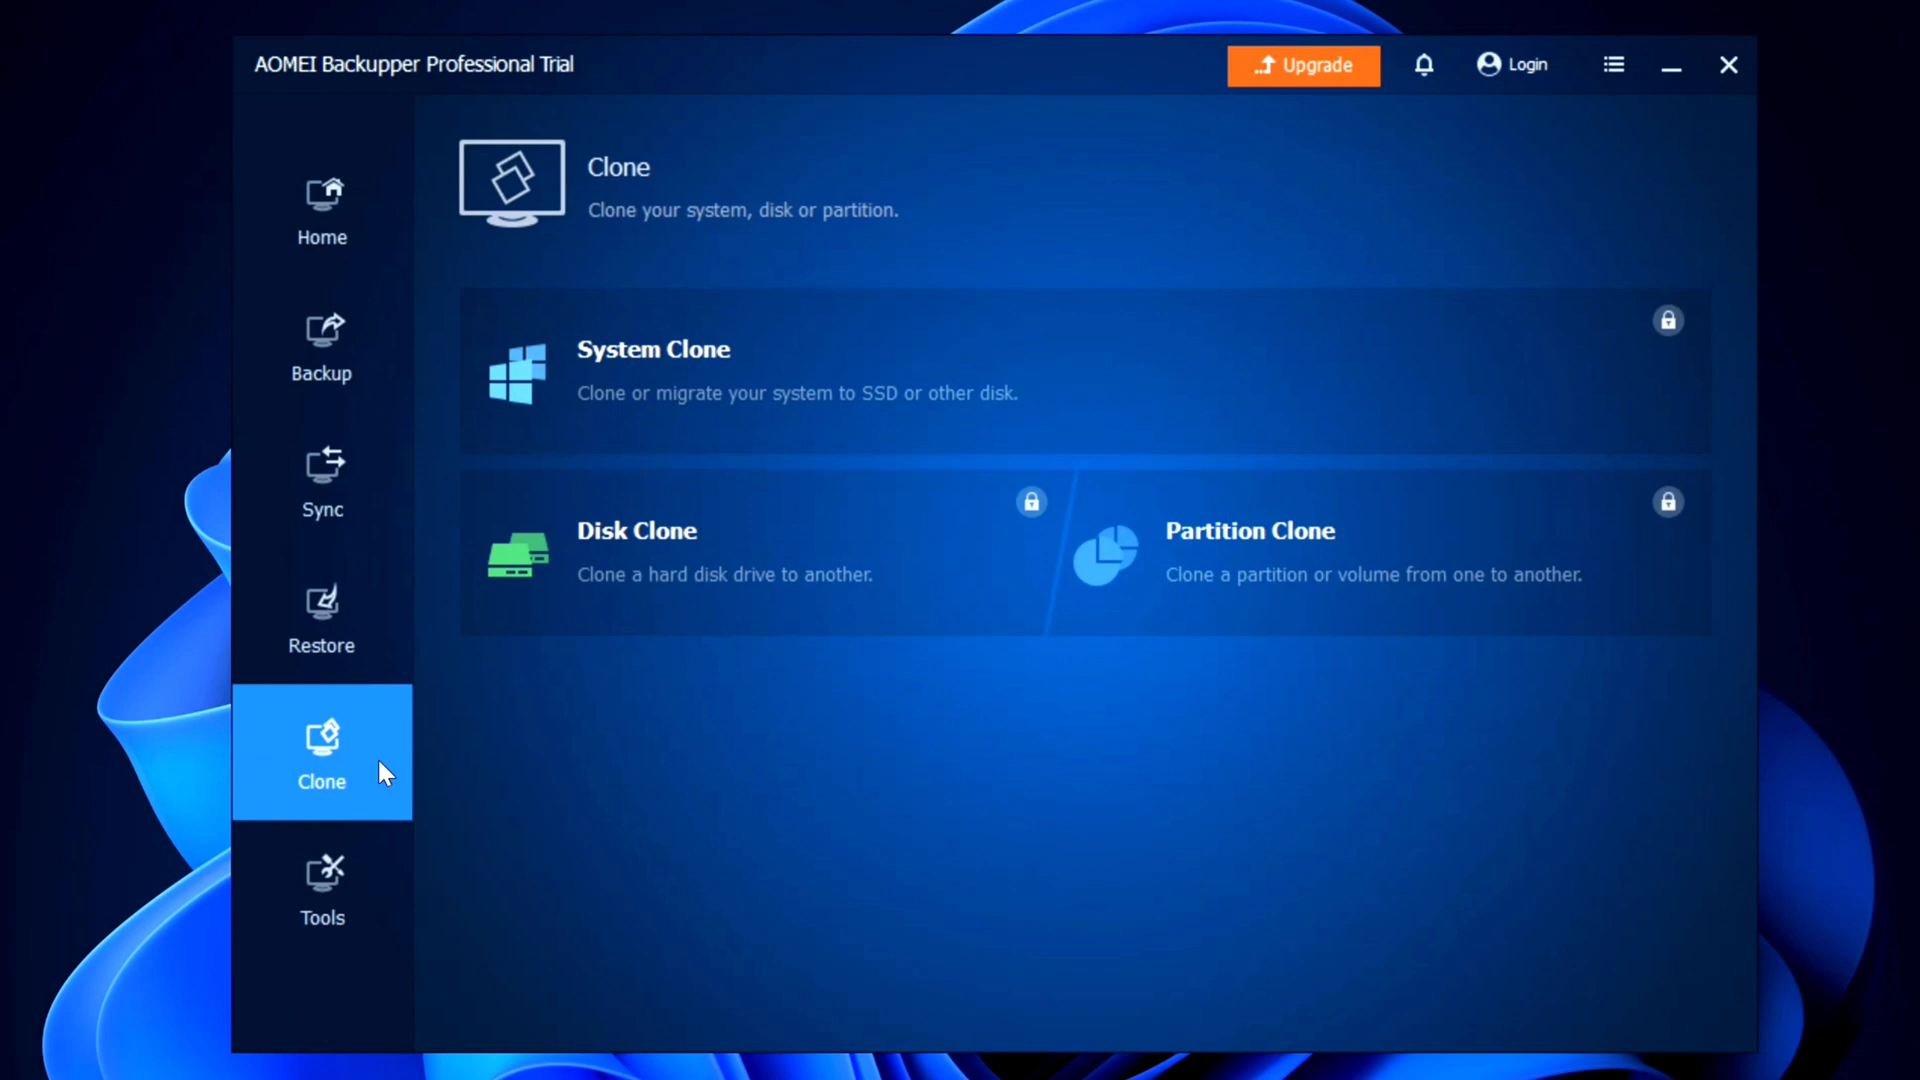 AOMEI Backupper Professional Trial
Upgrade
Login
Home
Backup
Sync
Restore
Clone
Tools
Clone
Clone your system, disk or partition.
System Clone
Clone or migrate your system to SSD or other disk.
Disk Clone
Clone a hard disk drive to another.
Partition Clone
Clone a partition or volume from one to another.